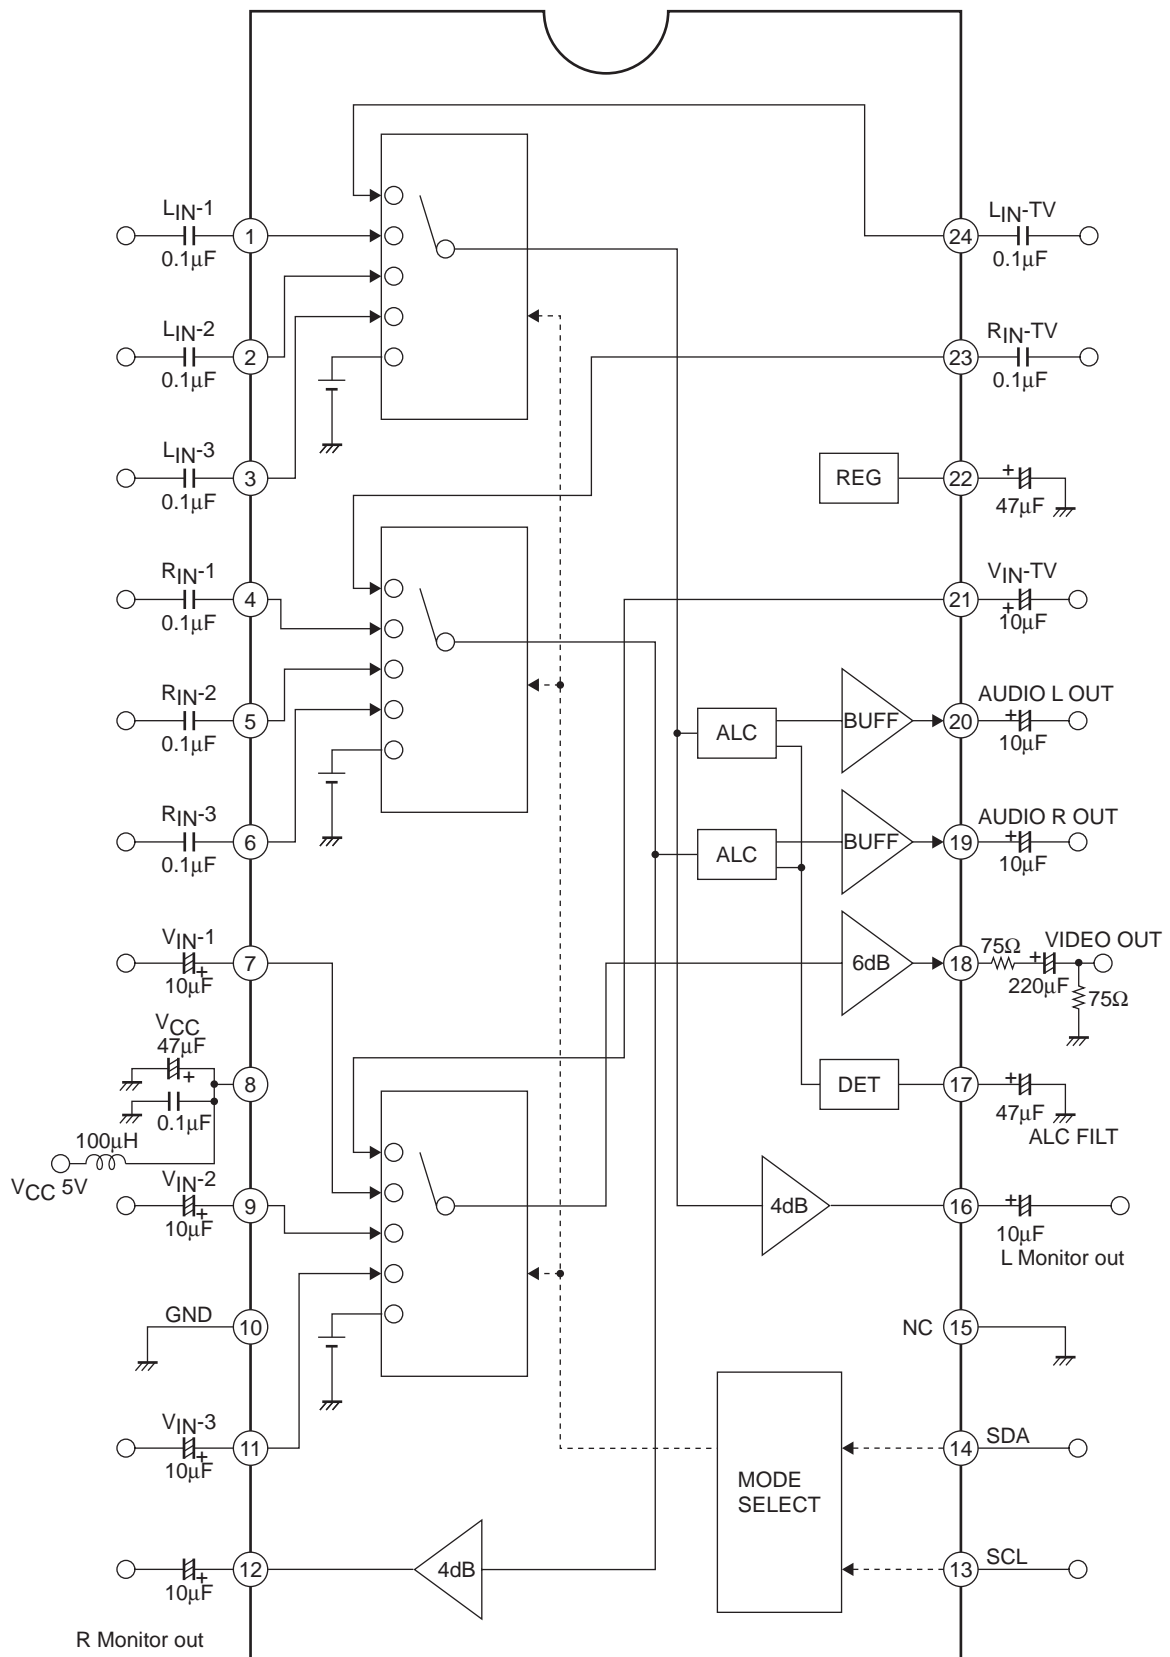 LIN-1
1
0.1µF
LIN-2
2
0.1µF
LIN-3
3
0.1µF
RIN-1
4
0.1µF
RIN-2
5
0.1µF
RIN-3
6
0.1µF
VIN-1
7
+
10µF
VCC
47µF
+
8
0.1µF
100µH
VCC 5V
VIN-2
9
+
10µF
GND
10
VIN-3
11
+
10µF
12
+
10µF
R Monitor out
4dB
LIN-TV
24
0.1µF
RIN-TV
23
0.1µF
REG
22
+
47µF
VIN-TV
21
+
10µF
AUDIO L OUT
ALC
BUFF
20
+
10µF
AUDIO R OUT
ALC
BUFF
19
+
10µF
VIDEO OUT
6dB
18
75Ω
+
220µF
75Ω
DET
17
+
47µF
ALC FILT
4dB
16
+
10µF
L Monitor out
NC
15
MODE
SELECT
14
SDA
13
SCL